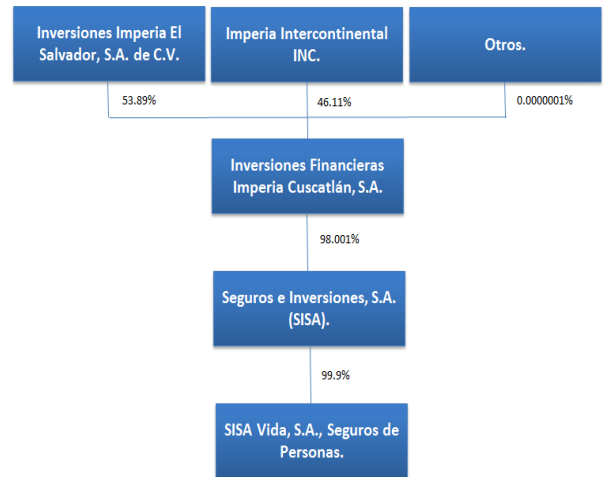 Inversiones Imperia El
Salvador, S.A. de C.V.
Imperia Intercontinental
INC.
Otros.
53.89%
46.11%
0.0000001%
Inversiones Financieras
Imperia Cuscatlán, S.A.
98.001%
Seguros e Inversiones, S.A.
(SISA).
99.9%
SISA Vida, S.A., Seguros de
Personas.